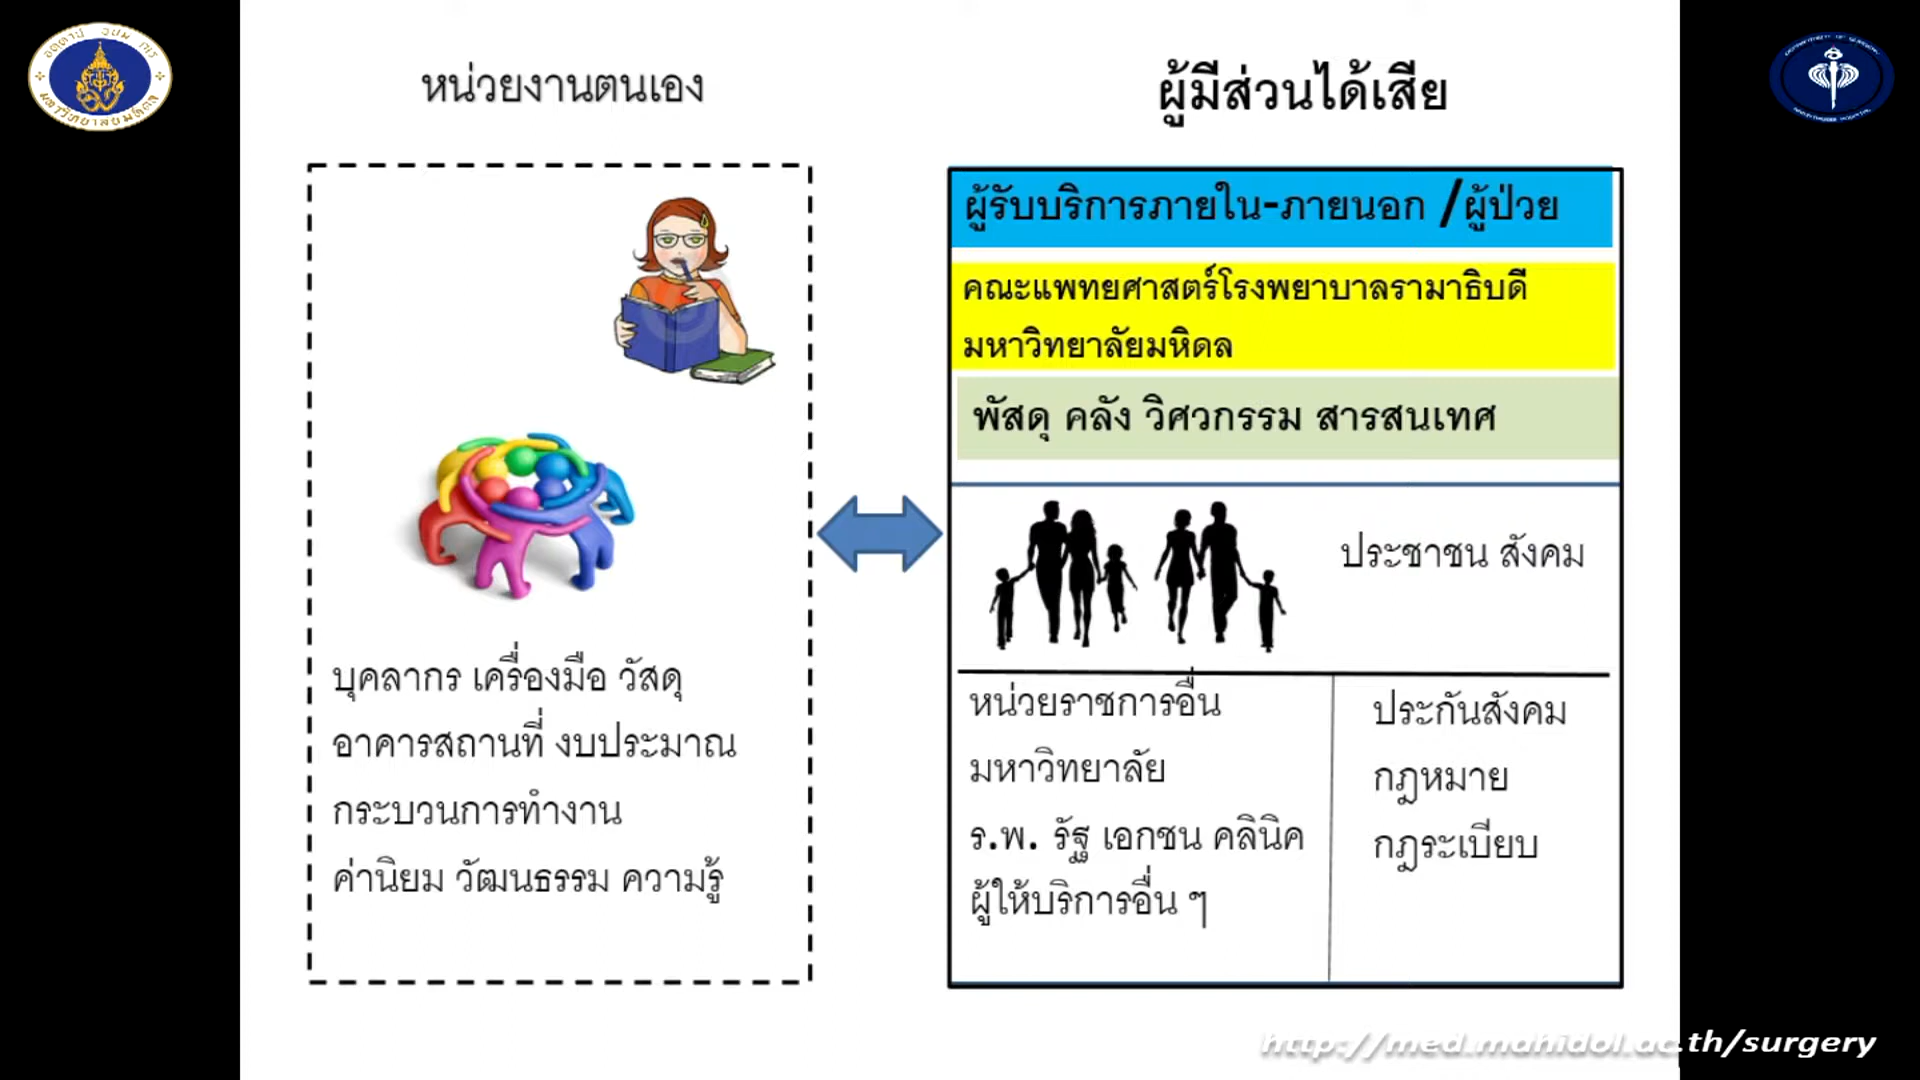 หน่วยงานตนเอง
ผู้มีส่วนได้เสีย
บุคลากร เครื่องมือ วัสดุ
อาคารสถานที่ งบประมาณ
กระบวนการทำงาน
ค่านิยม วัฒนธรรม ความรู้
ผู้รับบริการภายใน-ภายนอก /ผู้ป่วย
คณะแพทยศาสตร์โรงพยาบาลรามาธิบดี
มหาวิทยาลัยมหิดล
พัสดุ คลัง วิศวกรรม สารสนเทศ
ประชาชน สังคม
หน่วยราชการอื่น
มหาวิทยาลัย
ร.พ. รัฐ เอกชน คลินิค
ผู้ให้บริการอื่น ๆ
ประกันสังคม
กฎหมาย
กฎระเบียบ
http://med.mahidol.ac.th/surgery